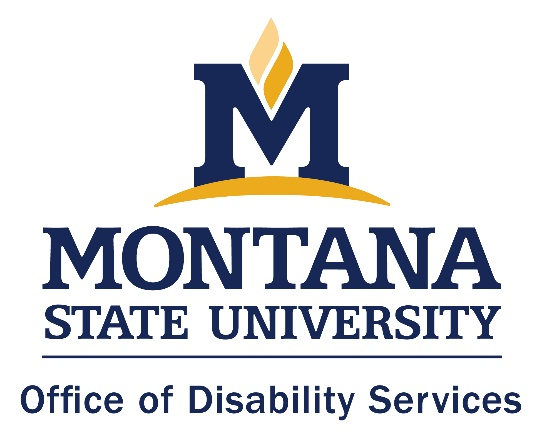 M
MONTANA
STATE UNIVERSITY
Office of Disability Services